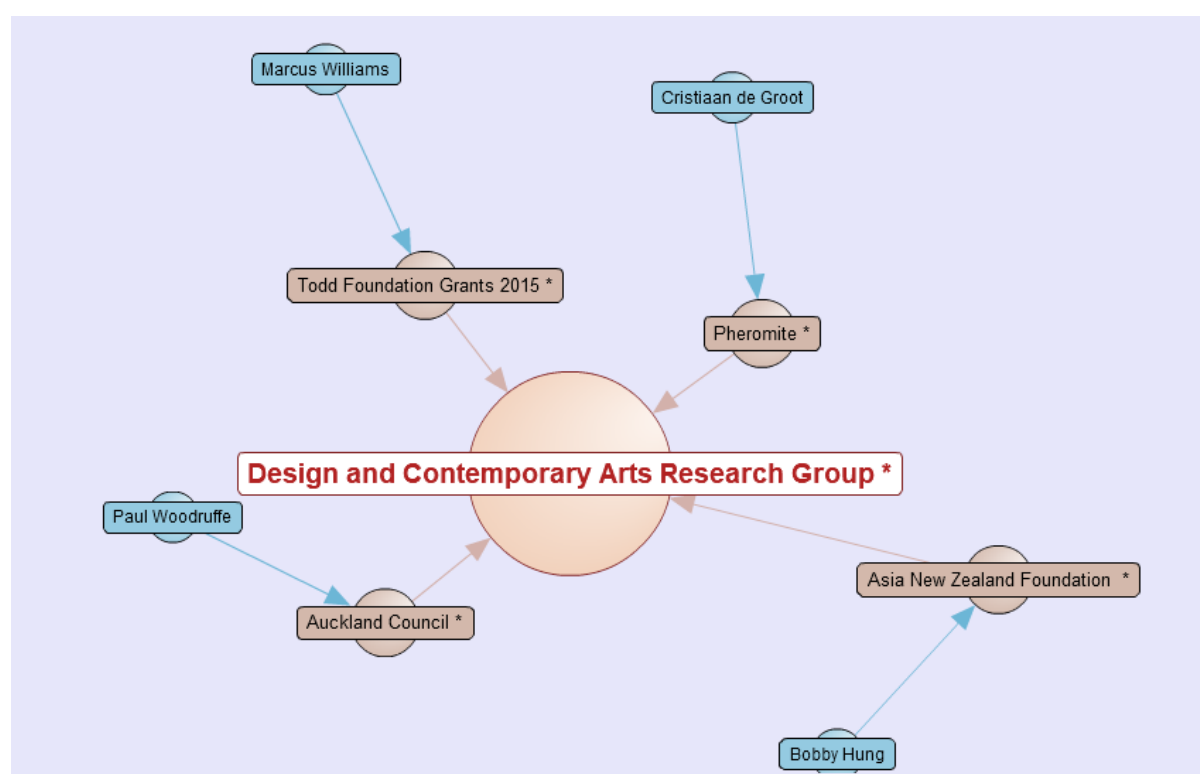 Marcus Williams
Cristiaan de Groot
Todd Foundation Grants 2015 *
Pheromite *
Design and Contemporary Arts Research Group *
Paul Woodruffe
Asia New Zealand Foundation *
Auckland Council *
Bobby Hung